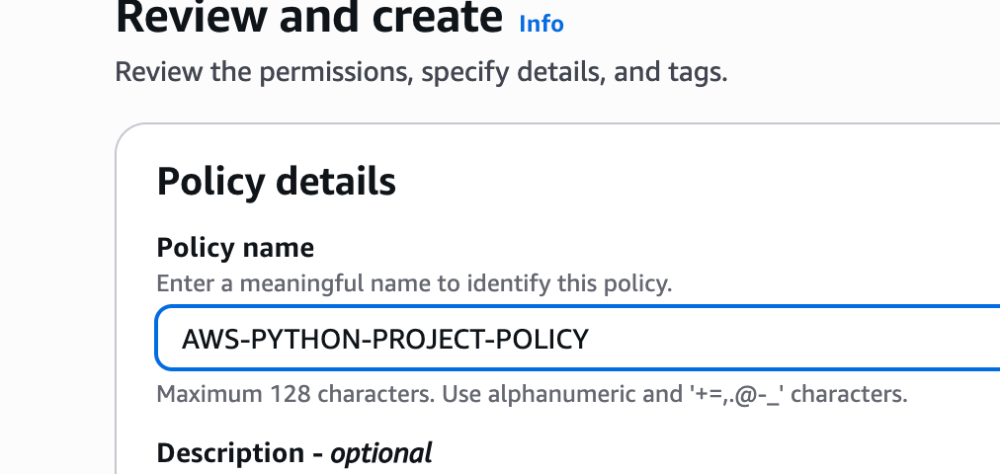 Review and create Info
Review the permissions, specify details, and tags.
Policy details
Policy name
Enter a meaningful name to identify this policy.
AWS-PYTHON-PROJECT-POLICY
Maximum 128 characters. Use alphanumeric and '+=,.@-_' characters.
Description - optional